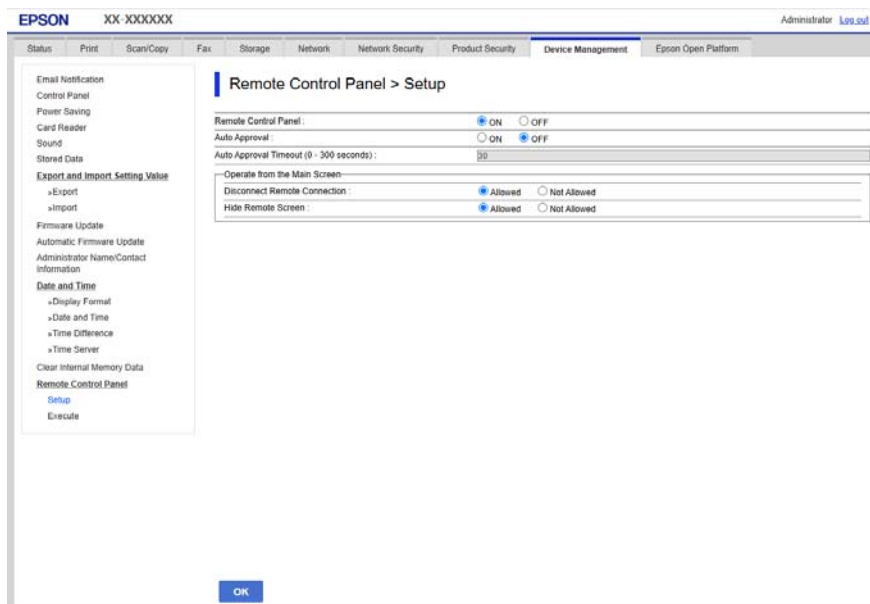 EPSON XX-XXXXXX
Administrator Log out
Status Print Scan/Copy Fax Storage Network Network Security Product Security Device Management Epson Open Platform
Email Notification
Control Panel
Power Saving
Card Reader
Sound
Stored Data
Export and Import Setting Value
»Export
»Import
Firmware Update
Automatic Firmware Update
Administrator Name/Contact
Information
Date and Time
»Display Format
»Date and Time
»Time Difference
»Time Server
Clear Internal Memory Data
Remote Control Panel
Setup
Execute
Remote Control Panel > Setup
Remote Control Panel : ON OFF
Auto Approval : ON OFF
Auto Approval Timeout (0 - 300 seconds) : 30
Operate from the Main Screen
Disconnect Remote Connection : Allowed Not Allowed
Hide Remote Screen : Allowed Not Allowed
OK